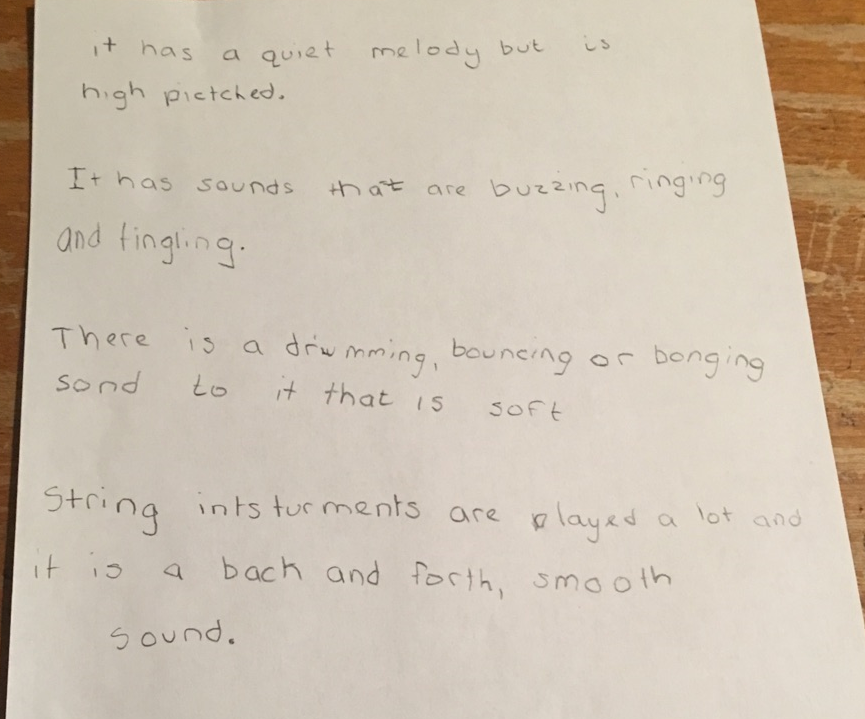 it has a quiet melody but is
high pictched.
It has sounds that are buzzing, ringing
and tingling.
There is a drumming, bouncing or bonging
sond to it that is soft
String intsturments are played a lot and
it is a back and forth, smooth
sound.